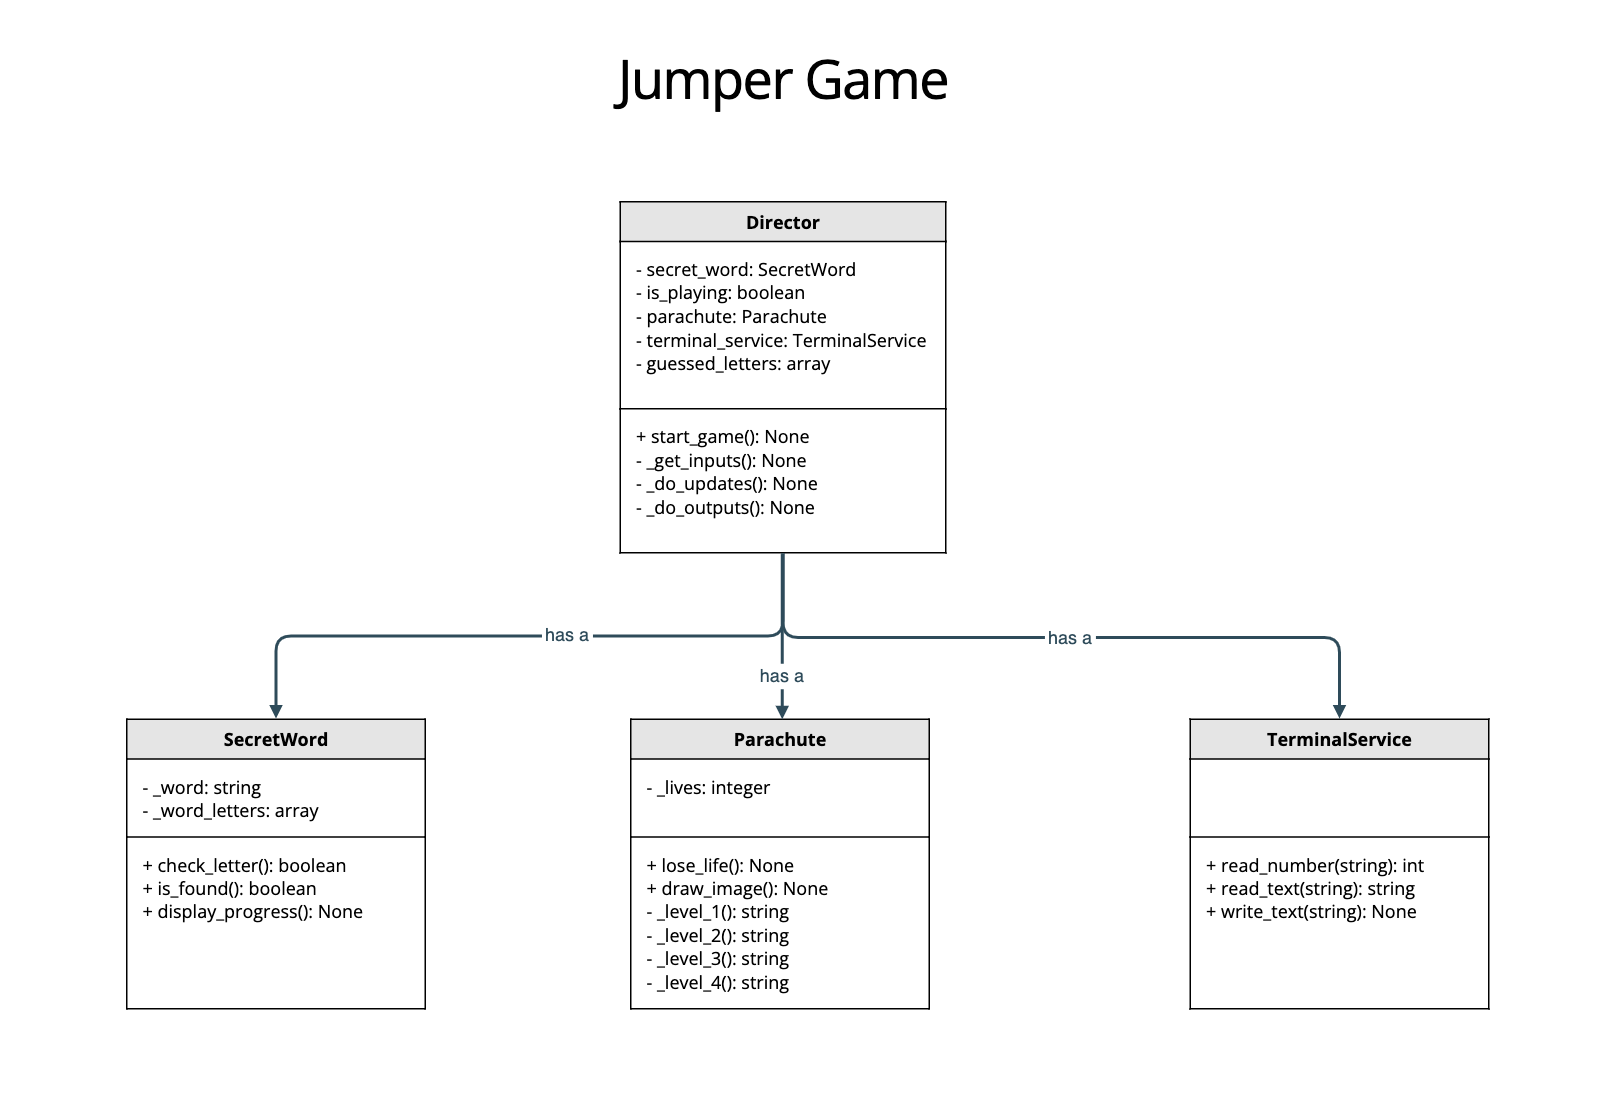 Jumper Game
Director
- secret_word: SecretWord
- is_playing: boolean
- parachute: Parachute
- terminal_service: TerminalService
- guessed_letters: array
+ start_game(): None
- _get_inputs(): None
- _do_updates(): None
- _do_outputs(): None
has a
has a
has a
SecretWord
- _word: string
- _word_letters: array
+ check_letter(): boolean
+ is_found(): boolean
+ display_progress(): None
Parachute
- _lives: integer
+ lose_life(): None
+ draw_image(): None
- _level_1(): string
- _level_2(): string
- _level_3(): string
- _level_4(): string
TerminalService
+ read_number(string): int
+ read_text(string): string
+ write_text(string): None